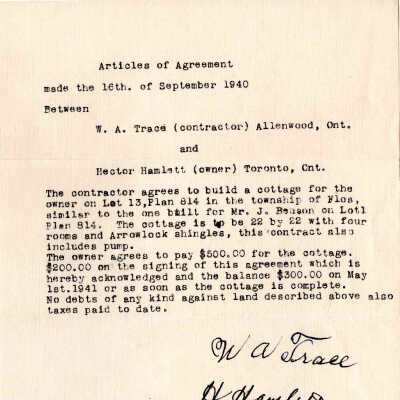 Articles of Agreement
made the 16th. of September 1940
Between
W. A. Trace (contractor) Allenwood, Ont.
and
Hector Hamlett (owner) Toronto, Ont.
The contractor agrees to build a cottage for the
owner on Lot 13,Plan 814 in the township of Flos,
similar to the one built for Mr. J. Benson on Lot1
Plan 814. The cottage is to be 22 by 22 with four
rooms and Arrowlock shingles, this contract also
includes pump.
The owner agrees to pay $500.00 for the cottage.
$200.00 on the signing of this agreement which is
hereby acknowledged and the balance $300.00 on May
1st.1941 or as soon as the cottage is complete.
No debts of any kind against land described above also
taxes paid to date.
W A Trace
H Hamlett